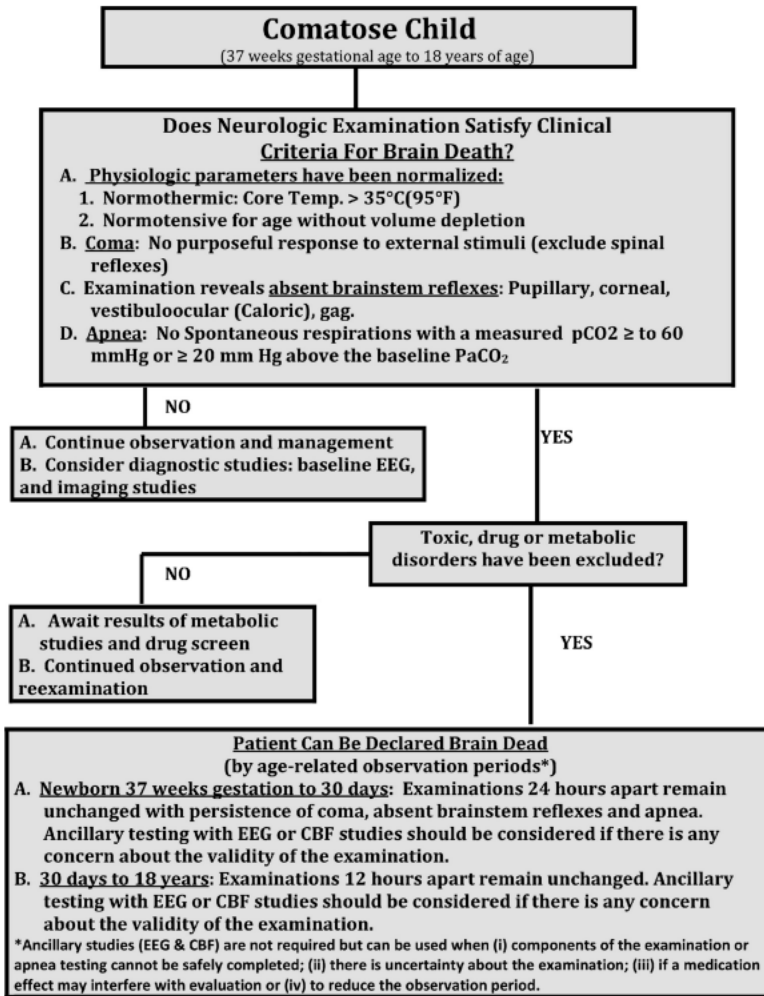 Comatose Child
(37 weeks gestational age to 18 years of age)
Does Neurologic Examination Satisfy Clinical
Criteria For Brain Death?
A. Physiologic parameters have been normalized:
1. Normothermic: Core Temp. > 35°C(95°F)
2. Normotensive for age without volume depletion
B. Coma: No purposeful response to external stimuli (exclude spinal
reflexes)
C. Examination reveals absent brainstem reflexes: Pupillary, corneal,
vestibuloocular (Caloric), gag.
D. Apnea: No Spontaneous respirations with a measured pCO2 ≥ to 60
mmHg or ≥ 20 mm Hg above the baseline PaCO₂
NO
YES
A. Continue observation and management
B. Consider diagnostic studies: baseline EEG,
and imaging studies
Toxic, drug or metabolic
disorders have been excluded?
NO
YES
A. Await results of metabolic
studies and drug screen
B. Continued observation and
reexamination
Patient Can Be Declared Brain Dead
(by age-related observation periods*)
A. Newborn 37 weeks gestation to 30 days: Examinations 24 hours apart remain
unchanged with persistence of coma, absent brainstem reflexes and apnea.
Ancillary testing with EEG or CBF studies should be considered if there is any
concern about the validity of the examination.
B. 30 days to 18 years: Examinations 12 hours apart remain unchanged. Ancillary
testing with EEG or CBF studies should be considered if there is any concern
about the validity of the examination.
*Ancillary studies (EEG & CBF) are not required but can be used when (i) components of the examination or
apnea testing cannot be safely completed; (ii) there is uncertainty about the examination; (iii) if a medication
effect may interfere with evaluation or (iv) to reduce the observation period.